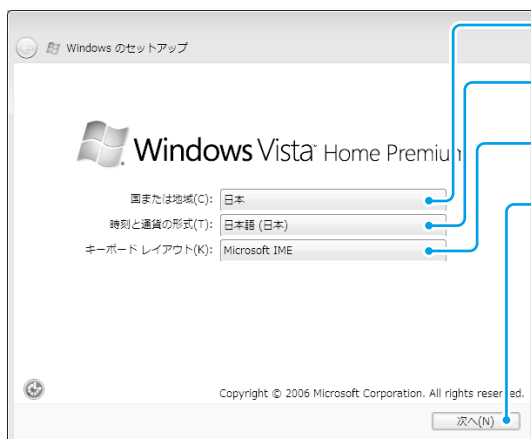 Windows のセットアップ
Windows Vista™ Home Premium
国または地域(C): 日本
時刻と通貨の形式(T): 日本語 (日本)
キーボード レイアウト(K): Microsoft IME
Copyright © 2006 Microsoft Corporation. All rights reserved.
次へ(N)